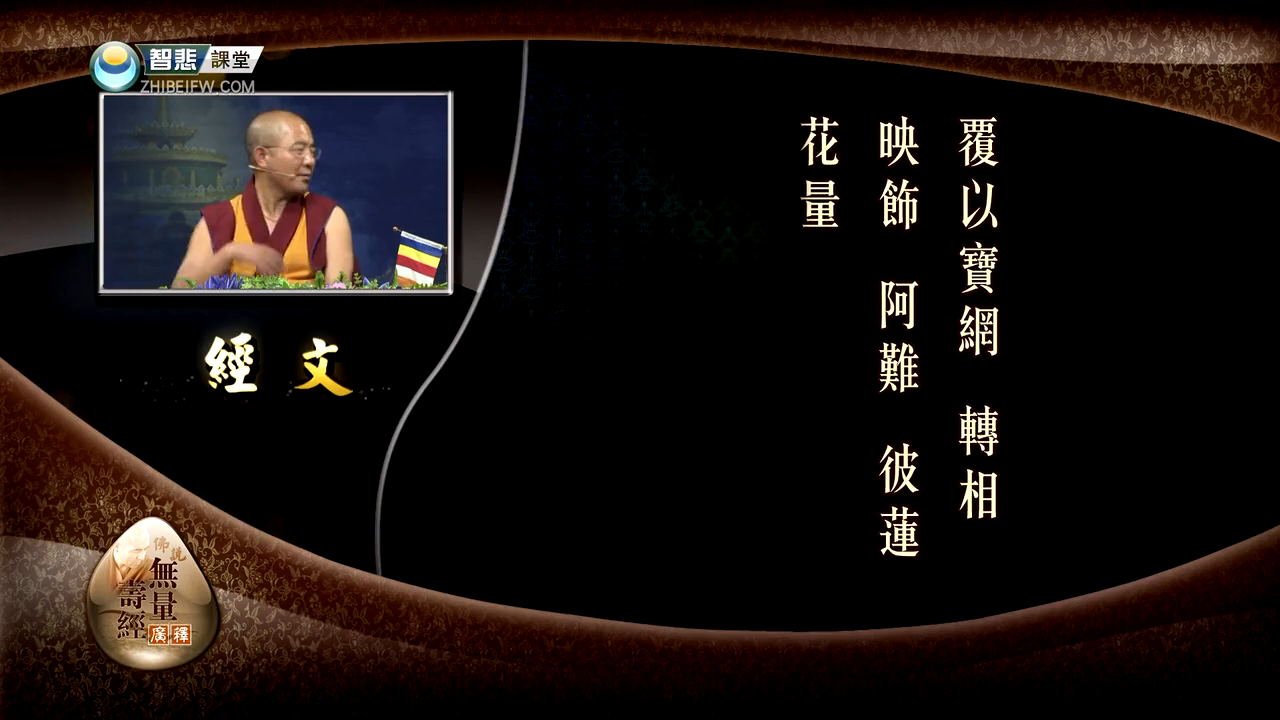 智悲課堂
ZHIBEIFW.COM
覆以寶網 轉相
映飾 阿難 彼蓮
花量
經文
佛說
無量
壽經
廣釋